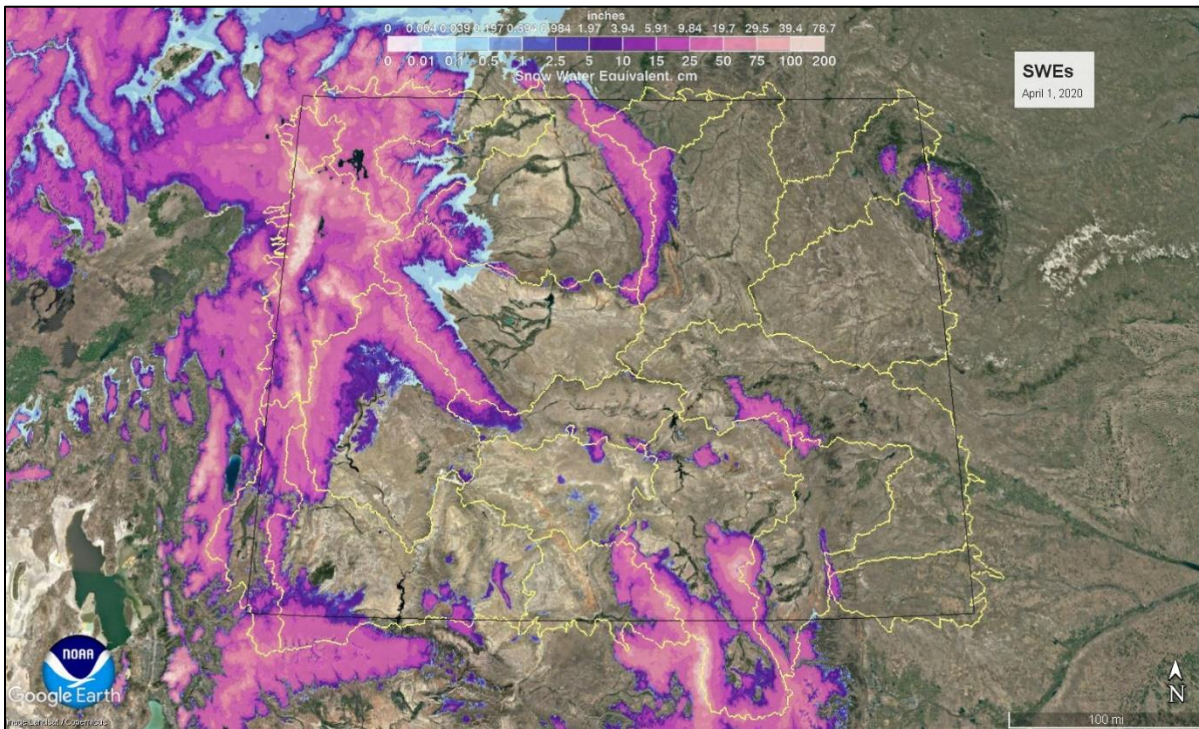 inches
0 0.004 0.039 0.197 0.394 0.984 1.97 3.94 5.91 9.84 19.7 29.5 39.4 78.7
0 0.01 0.1 0.5 1 2.5 5 10 15 25 50 75 100 200
Snow Water Equivalent, cm
SWEs
April 1, 2020
NOAA
Google Earth
Image Landsat / Copernicus
N
100 mi